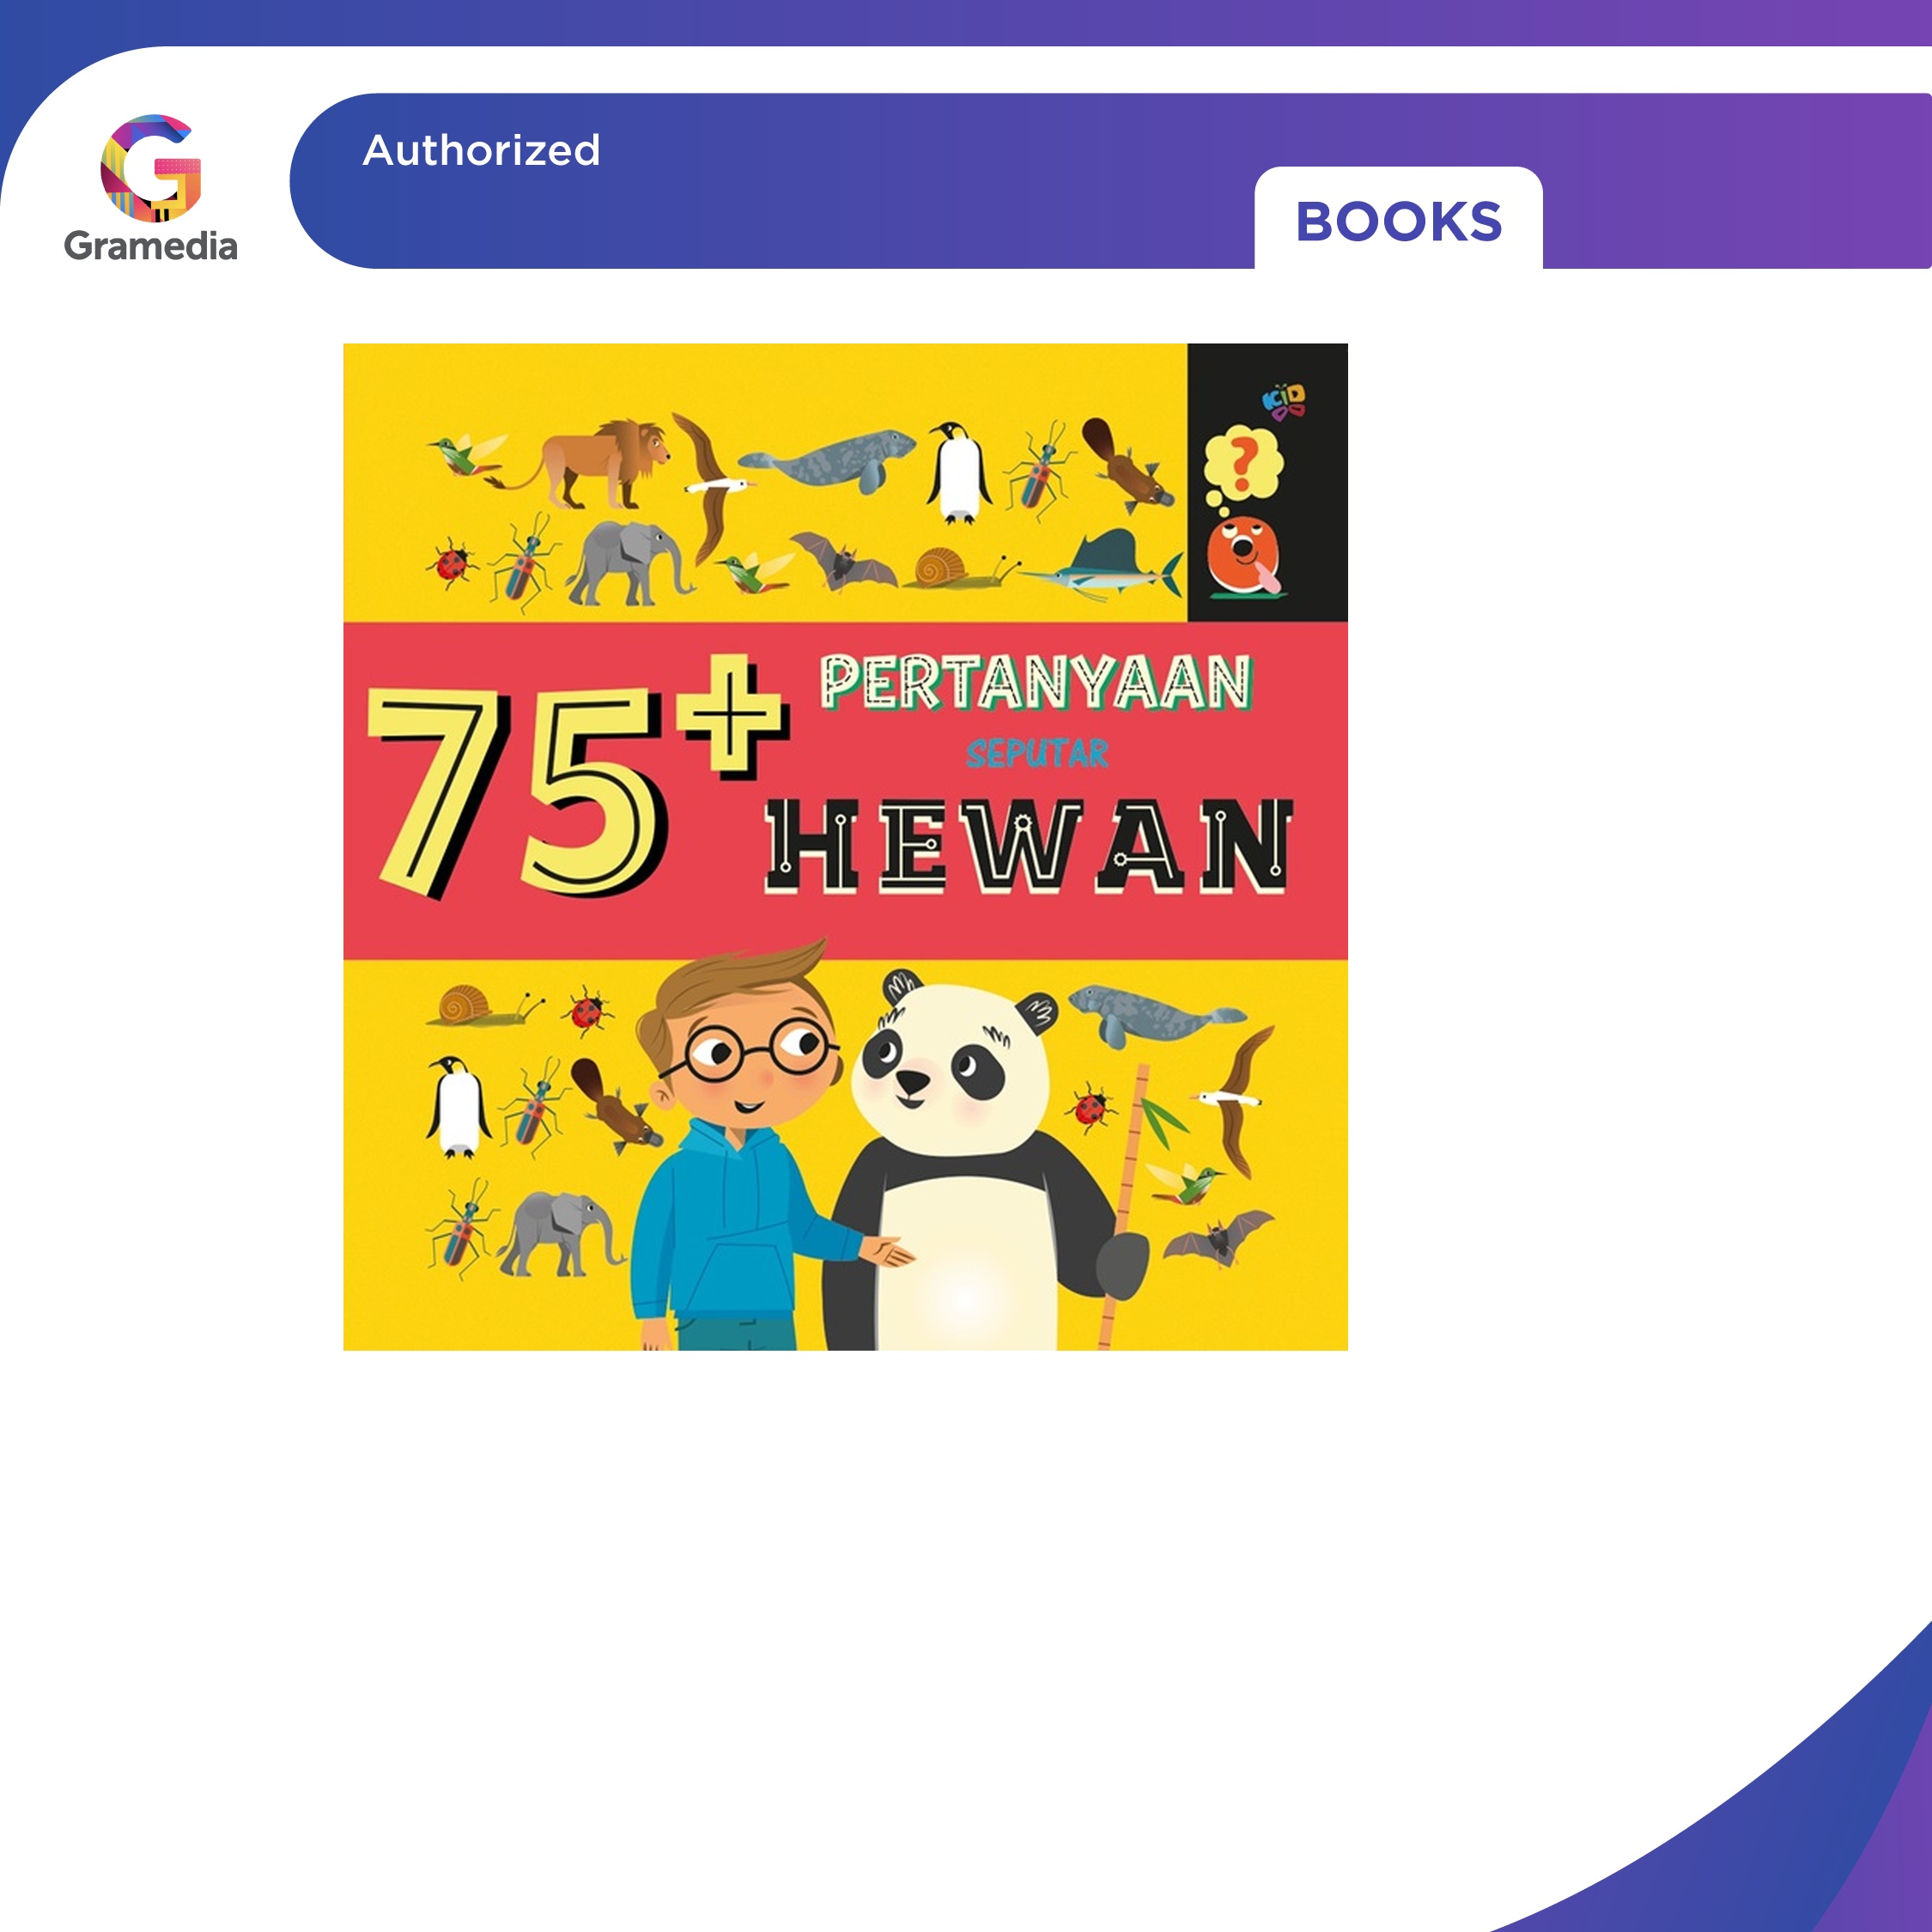 Authorized
Gramedia
BOOKS
KiD
?
75+
PERTANYAAN
SEPUTAR
HEWAN